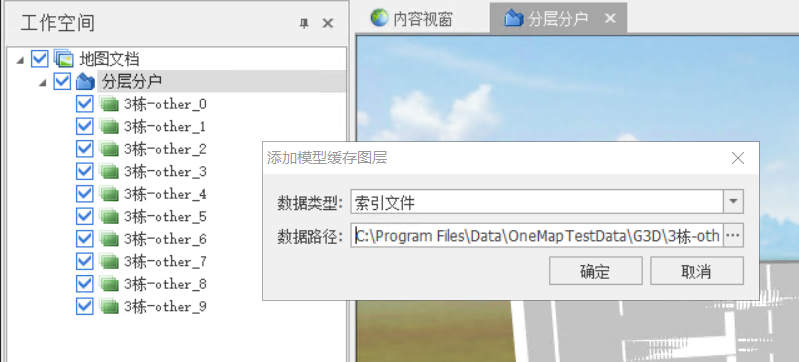 工作空间
内容视窗
分层分户
地图文档
分层分户
3栋-other_0
3栋-other_1
3栋-other_2
3栋-other_3
3栋-other_4
3栋-other_5
3栋-other_6
3栋-other_7
3栋-other_8
3栋-other_9
添加模型缓存图层
数据类型: 索引文件
数据路径: C:\Program Files\Data\OneMapTestData\G3D\3栋-oth ...
确定
取消